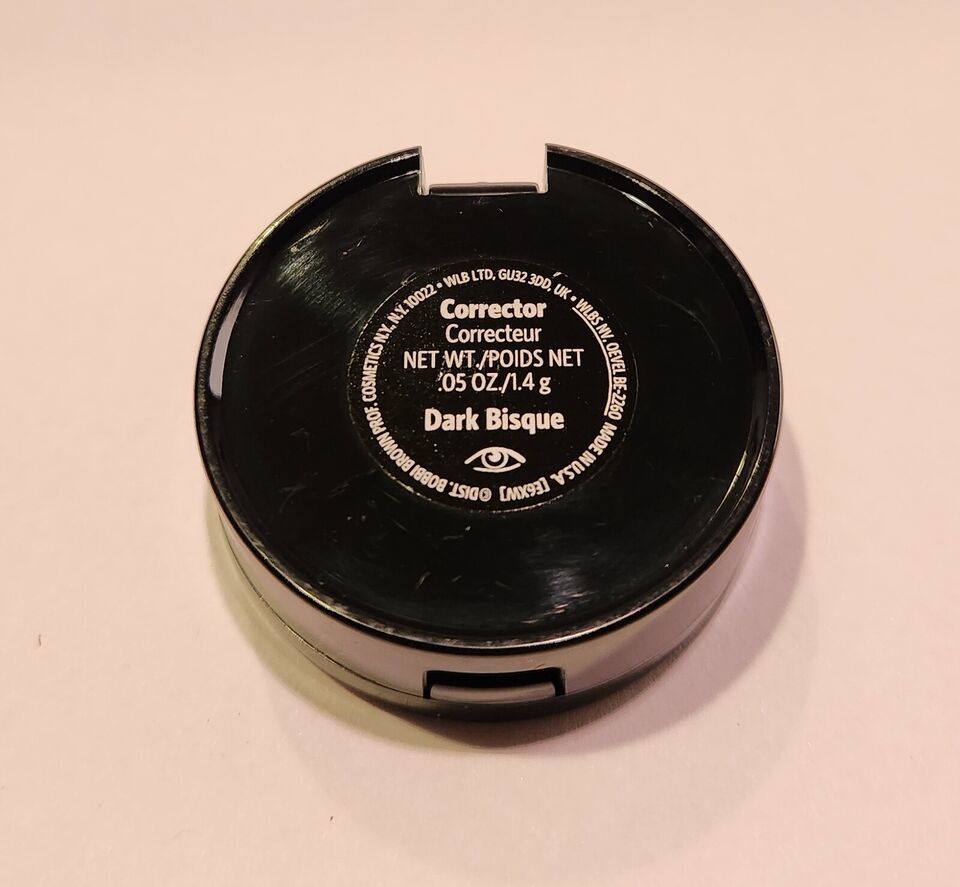 Corrector
Correcteur
NET WT./POIDS NET
.05 OZ./1.4 g
Dark Bisque
©DIST. BOBBI BROWN PROF. COSMETICS N.Y. N.Y. 10022 • WLB LTD, GU32 3DD, UK • WLBS NV. OEVEL BE-2260 MADE IN U.S.A. [E6XW]